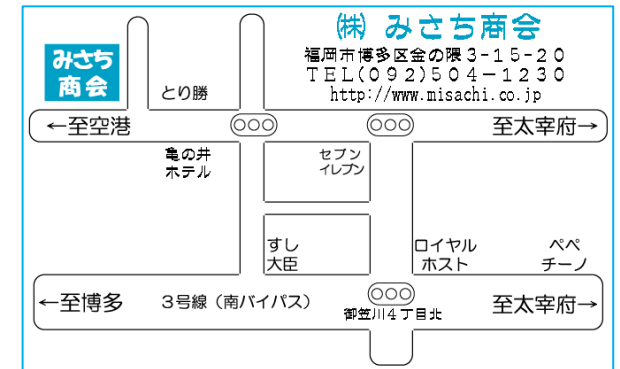 (株) みさち商会
福岡市博多区金の隈3-15-20
TEL(092)504-1230
http://www.misachi.co.jp
みさち
商会
とり勝
←至空港
至太宰府→
亀の井
ホテル
セブン
イレブン
すし
大臣
ロイヤル
ホスト
ペペ
チーノ
←至博多
3号線(南バイパス)
御笠川4丁目北
至太宰府→